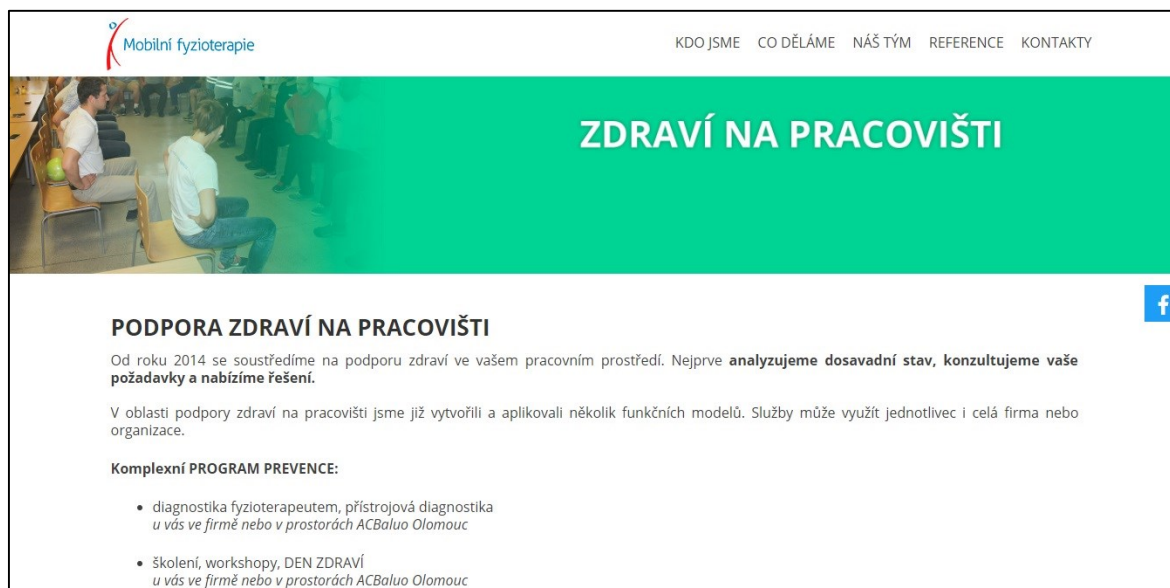 Mobilní fyzioterapie
KDO JSME CO DĚLÁME NÁŠ TÝM REFERENCE KONTAKTY
ZDRAVÍ NA PRACOVIŠTI
PODPORA ZDRAVÍ NA PRACOVIŠTI
Od roku 2014 se soustředíme na podporu zdraví ve vašem pracovním prostředí. Nejprve analyzujeme dosavadní stav, konzultujeme vaše
požadavky a nabízíme řešení.
V oblasti podpory zdraví na pracovišti jsme již vytvořili a aplikovali několik funkčních modelů. Služby může využít jednotlivec i celá firma nebo
organizace.
Komplexní PROGRAM PREVENCE:
• diagnostika fyzioterapeutem, přístrojová diagnostika
u vás ve firmě nebo v prostorách ACBaluo Olomouc
• školení, workshopy, DEN ZDRAVÍ
u vás ve firmě nebo v prostorách ACBaluo Olomouc